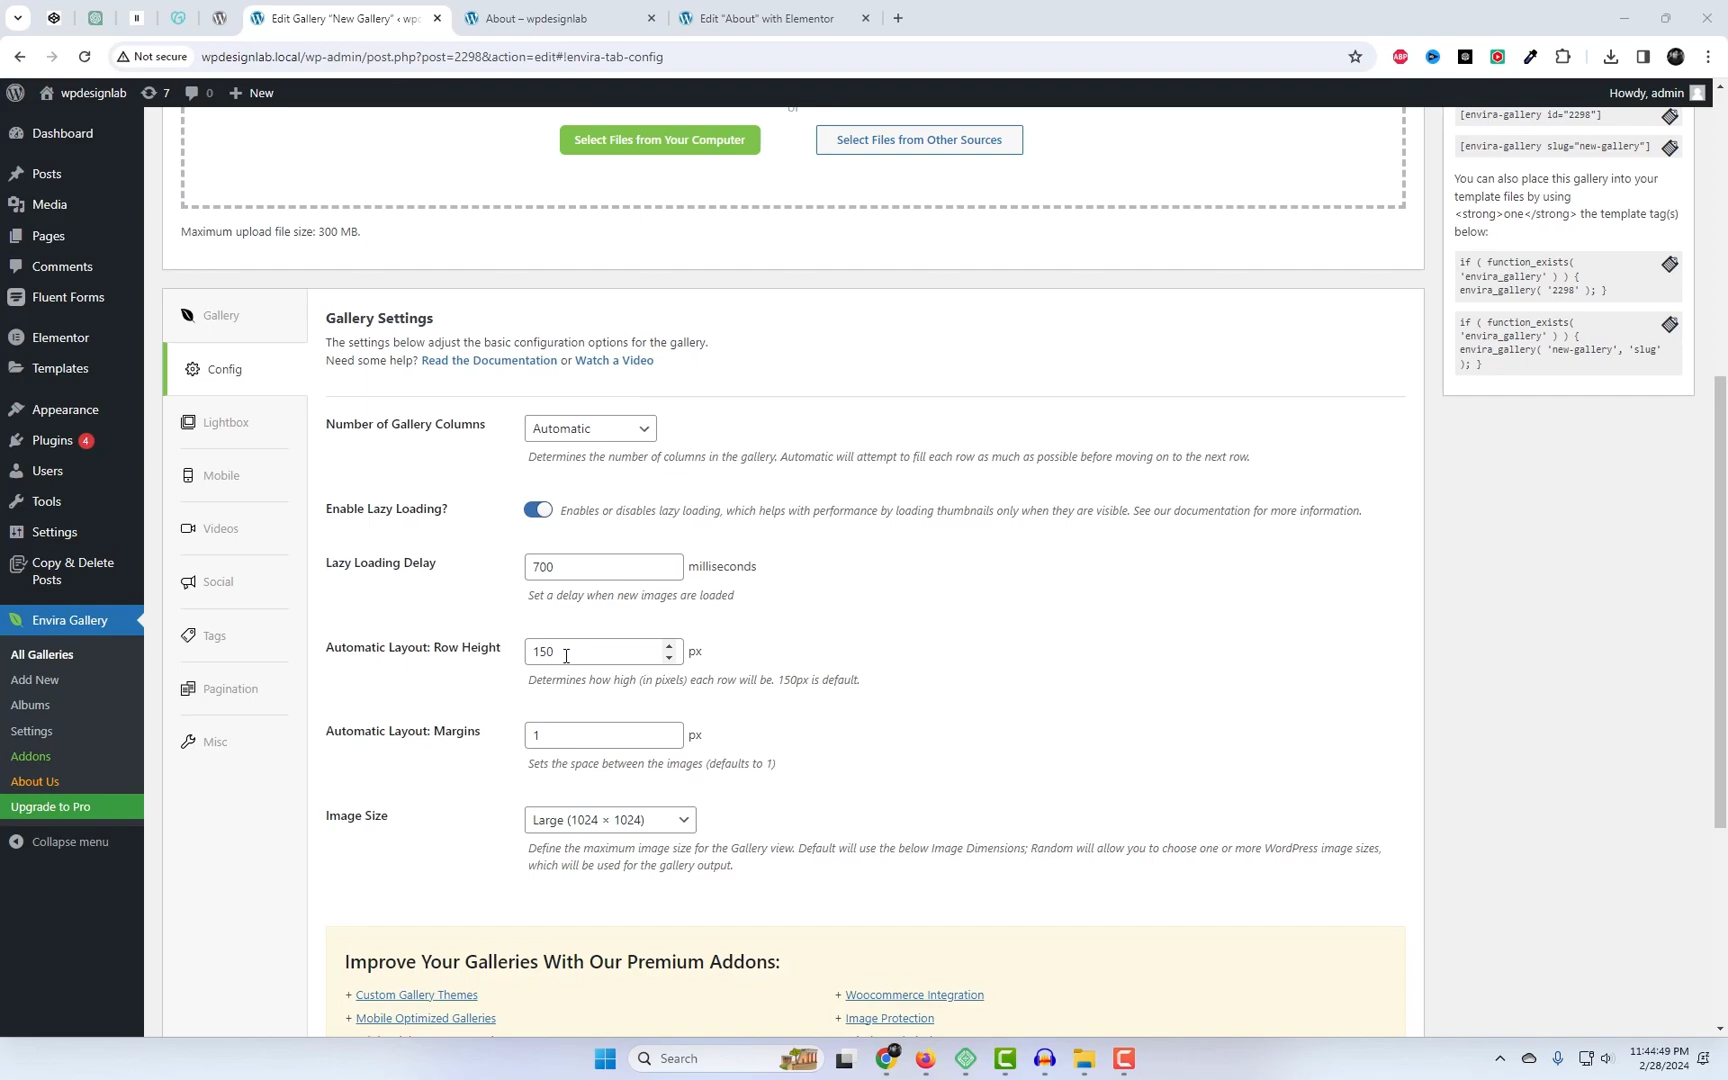 Edit Gallery "New Gallery" ‹ wpc
About – wpdesignlab
Edit "About" with Elementor
Not secure
wpdesignlab.local/wp-admin/post.php?post=2298&action=edit#!envira-tab-config
ABP
wpdesignlab
7
0
New
Howdy, admin
Dashboard
Posts
Media
Pages
Comments
Fluent Forms
Elementor
Templates
Appearance
Plugins 4
Users
Tools
Settings
Copy & Delete
Posts
Envira Gallery
All Galleries
Add New
Albums
Settings
Addons
About Us
Upgrade to Pro
Collapse menu
or
Select Files from Your Computer
Select Files from Other Sources
Maximum upload file size: 300 MB.
Gallery
Config
Lightbox
Mobile
Videos
Social
Tags
Pagination
Misc
Gallery Settings
The settings below adjust the basic configuration options for the gallery.
Need some help? Read the Documentation or Watch a Video
Number of Gallery Columns
Automatic
Determines the number of columns in the gallery. Automatic will attempt to fill each row as much as possible before moving on to the next row.
Enable Lazy Loading?
Enables or disables lazy loading, which helps with performance by loading thumbnails only when they are visible. See our documentation for more information.
Lazy Loading Delay
700 milliseconds
Set a delay when new images are loaded
Automatic Layout: Row Height
150 px
Determines how high (in pixels) each row will be. 150px is default.
Automatic Layout: Margins
1 px
Sets the space between the images (defaults to 1)
Image Size
Large (1024 × 1024)
Define the maximum image size for the Gallery view. Default will use the below Image Dimensions; Random will allow you to choose one or more WordPress image sizes,
which will be used for the gallery output.
Improve Your Galleries With Our Premium Addons:
+ Custom Gallery Themes
+ Woocommerce Integration
+ Mobile Optimized Galleries
+ Image Protection
[envira-gallery id="2298"]
[envira-gallery slug="new-gallery"]
You can also place this gallery into your
template files by using
<strong>one</strong> the template tag(s)
below:
if ( function_exists(
'envira_gallery' ) ) {
envira_gallery( '2298' ); }
if ( function_exists(
'envira_gallery' ) ) {
envira_gallery( 'new-gallery', 'slug'
); }
Search
11:44:49 PM
2/28/2024